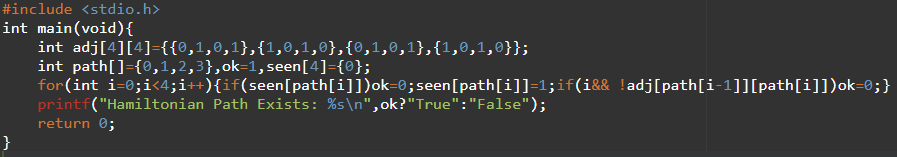 #include <stdio.h>
int main(void){
    int adj[4][4]={{0,1,0,1},{1,0,1,0},{0,1,0,1},{1,0,1,0}};
    int path[]={0,1,2,3},ok=1,seen[4]={0};
    for(int i=0;i<4;i++){if(seen[path[i]])ok=0;seen[path[i]]=1;if(i&& !adj[path[i-1]][path[i]])ok=0;}
    printf("Hamiltonian Path Exists: %s\n",ok?"True":"False");
    return 0;
}